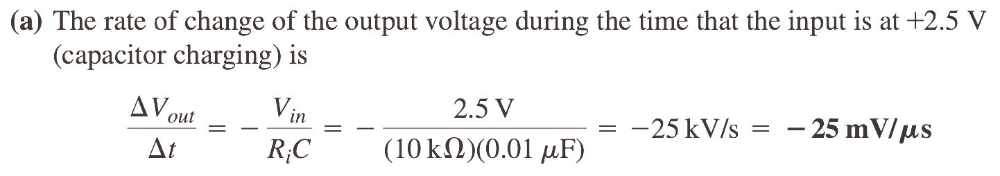 (a) The rate of change of the output voltage during the time that the input is at +2.5 V
(capacitor charging) is
ΔV_out/Δt = − V_in/(R_iC) = − 2.5 V/((10 kΩ)(0.01 μF)) = −25 kV/s = −25 mV/μs